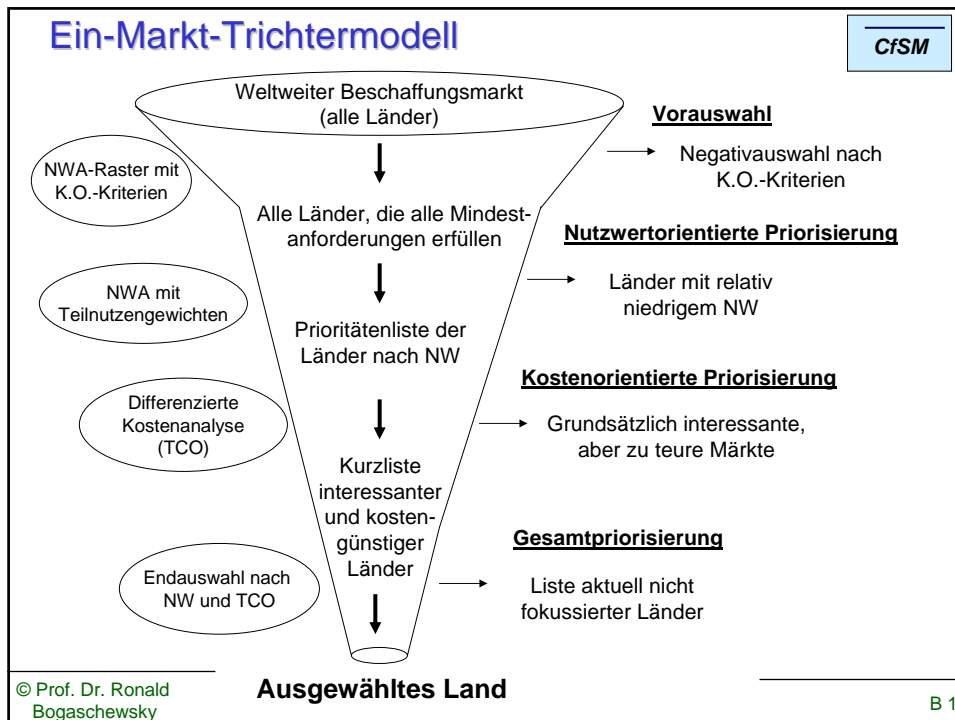 Ein-Markt-Trichtermodell
CfSM
Weltweiter Beschaffungsmarkt
(alle Länder)
Vorauswahl
NWA-Raster mit
K.O.-Kriterien
Negativauswahl nach
K.O.-Kriterien
Alle Länder, die alle Mindest-
anforderungen erfüllen
Nutzwertorientierte Priorisierung
NWA mit
Teilnutzengewichten
Länder mit relativ
niedrigem NW
Prioritätenliste der
Länder nach NW
Kostenorientierte Priorisierung
Differenzierte
Kostenanalyse
(TCO)
Grundsätzlich interessante,
aber zu teure Märkte
Kurzliste
interessanter
und kosten-
günstiger
Länder
Gesamtpriorisierung
Endauswahl nach
NW und TCO
Liste aktuell nicht
fokussierter Länder
Ausgewähltes Land
© Prof. Dr. Ronald
Bogaschewsky
B 1